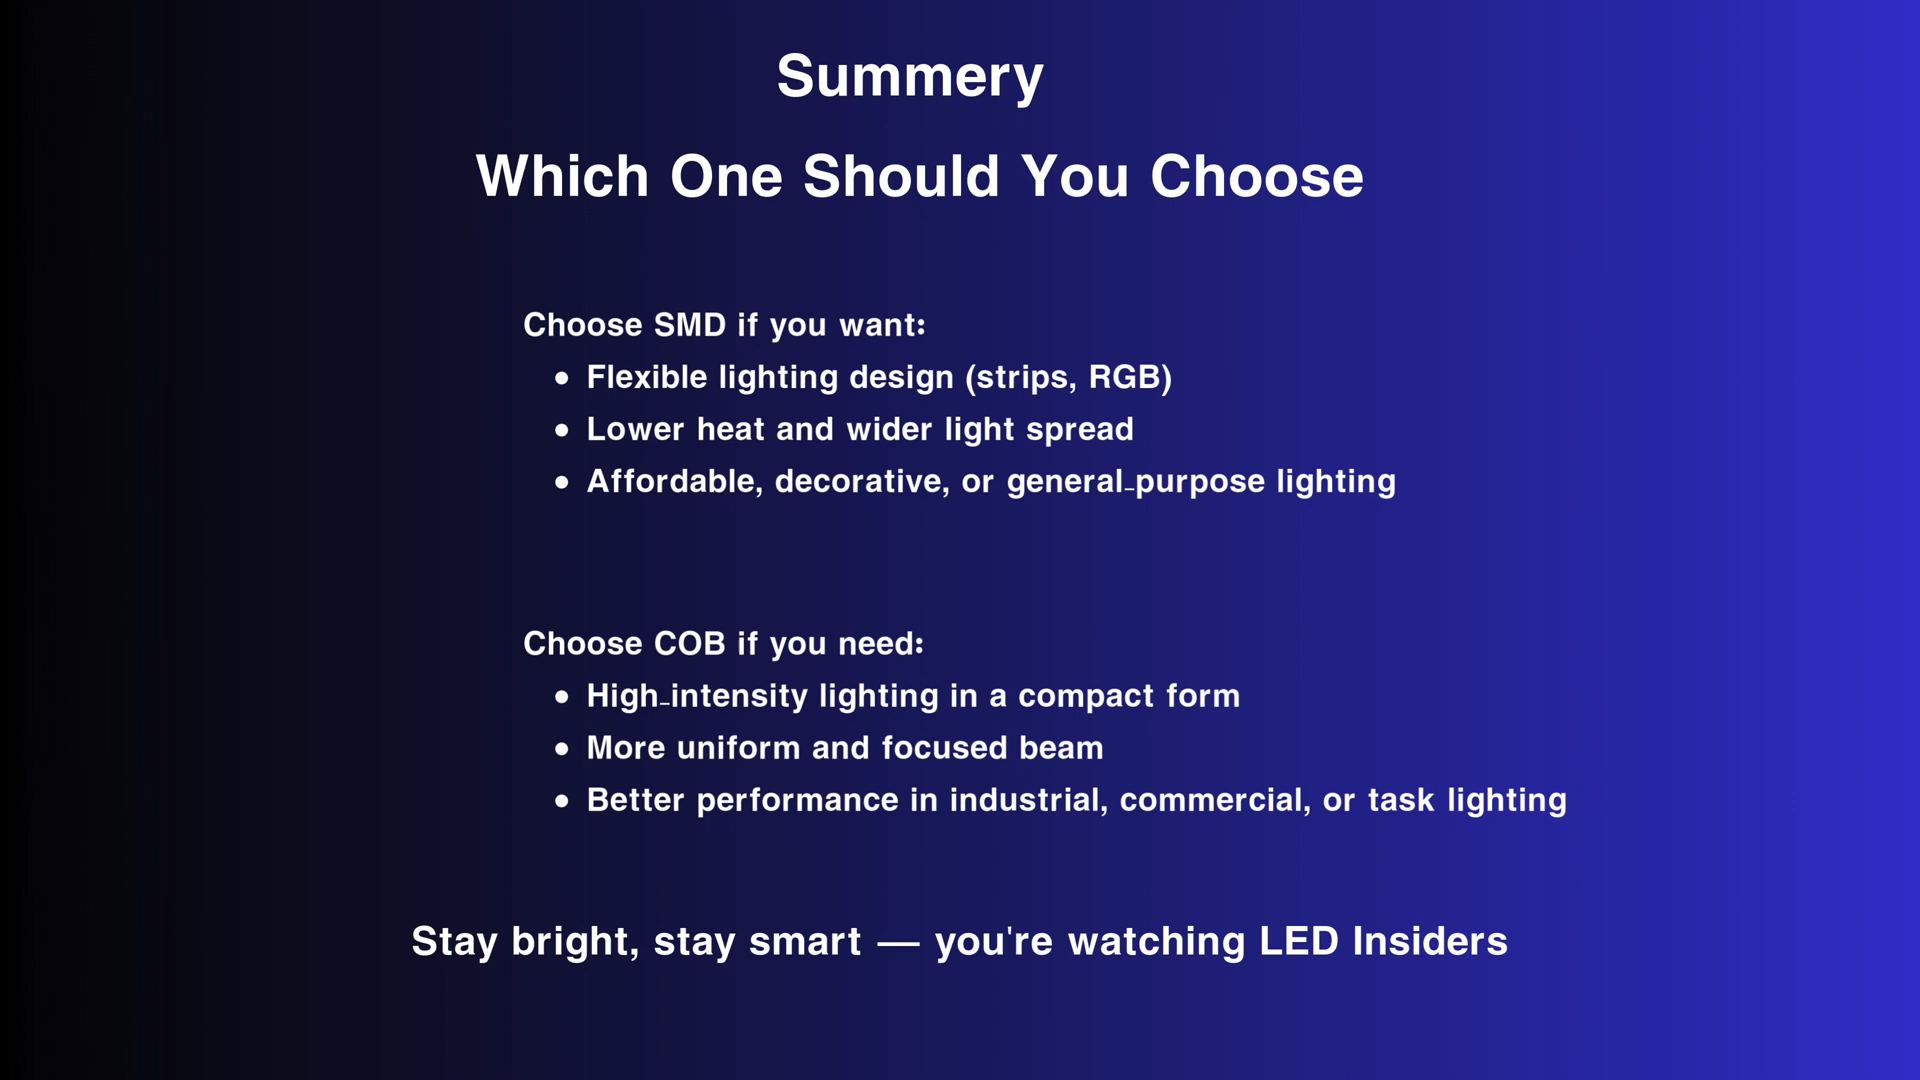 Summery
Which One Should You Choose
Choose SMD if you want:
• Flexible lighting design (strips, RGB)
• Lower heat and wider light spread
• Affordable, decorative, or general-purpose lighting
Choose COB if you need:
• High-intensity lighting in a compact form
• More uniform and focused beam
• Better performance in industrial, commercial, or task lighting
Stay bright, stay smart — you're watching LED Insiders